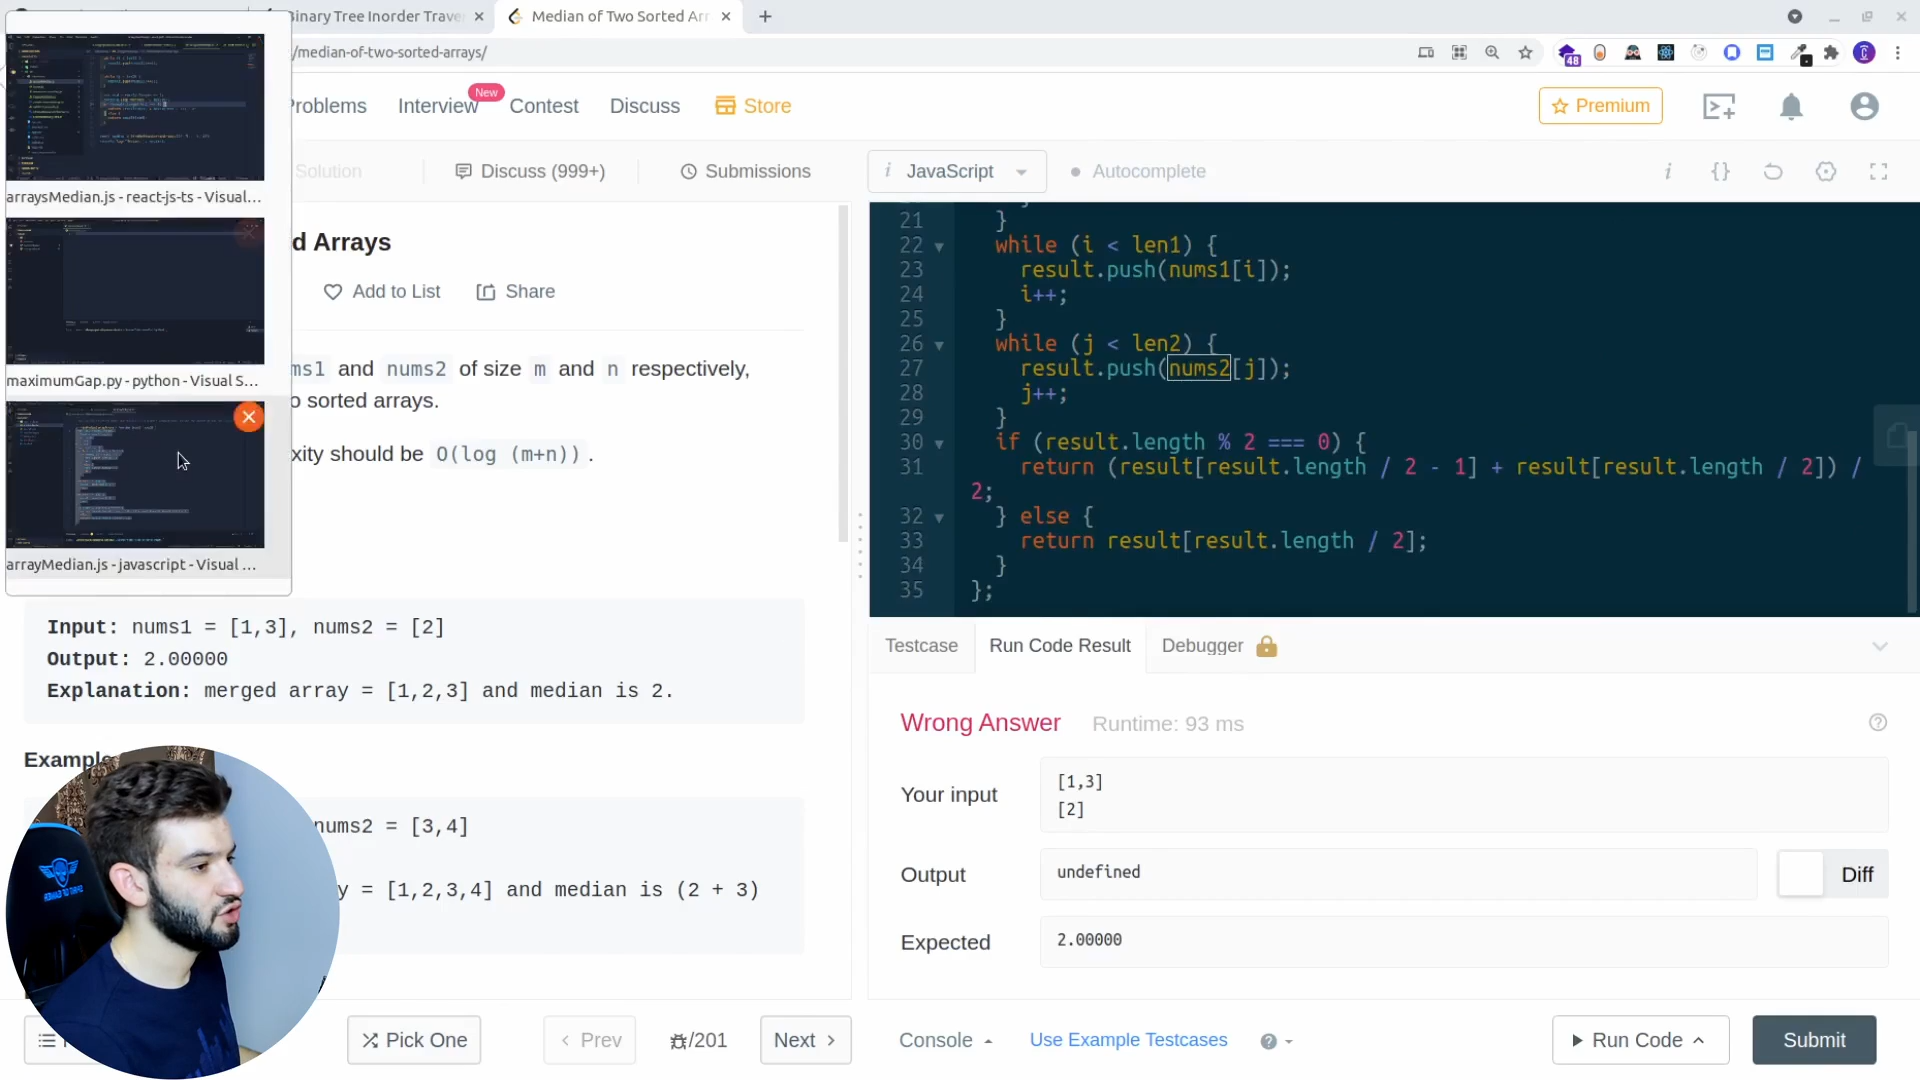 Binary Tree Inorder Traver
Median of Two Sorted Arr
/median-of-two-sorted-arrays/
48
Problems
Interview
New
Contest
Discuss
Store
Premium
Solution
Discuss (999+)
Submissions
JavaScript
Autocomplete
arraysMedian.js - react-js-ts - Visual...
maximumGap.py - python - Visual S...
arrayMedian.js - javascript - Visual ...
d Arrays
Add to List
Share
ms1 and nums2 of size m and n respectively,
o sorted arrays.
xity should be O(log (m+n)) .
Input: nums1 = [1,3], nums2 = [2]
Output: 2.00000
Explanation: merged array = [1,2,3] and median is 2.
Example
nums2 = [3,4]
y = [1,2,3,4] and median is (2 + 3)
21 }
22 while (i < len1) {
23 result.push(nums1[i]);
24 i++;
25 }
26 while (j < len2) {
27 result.push(nums2[j]);
28 j++;
29 }
30 if (result.length % 2 === 0) {
31 return (result[result.length / 2 - 1] + result[result.length / 2]) /
2;
32 } else {
33 return result[result.length / 2];
34 }
35 };
Testcase
Run Code Result
Debugger
Wrong Answer
Runtime: 93 ms
Your input
[1,3]
[2]
Output
undefined
Diff
Expected
2.00000
Pick One
Prev
/201
Next
Console
Use Example Testcases
Run Code
Submit